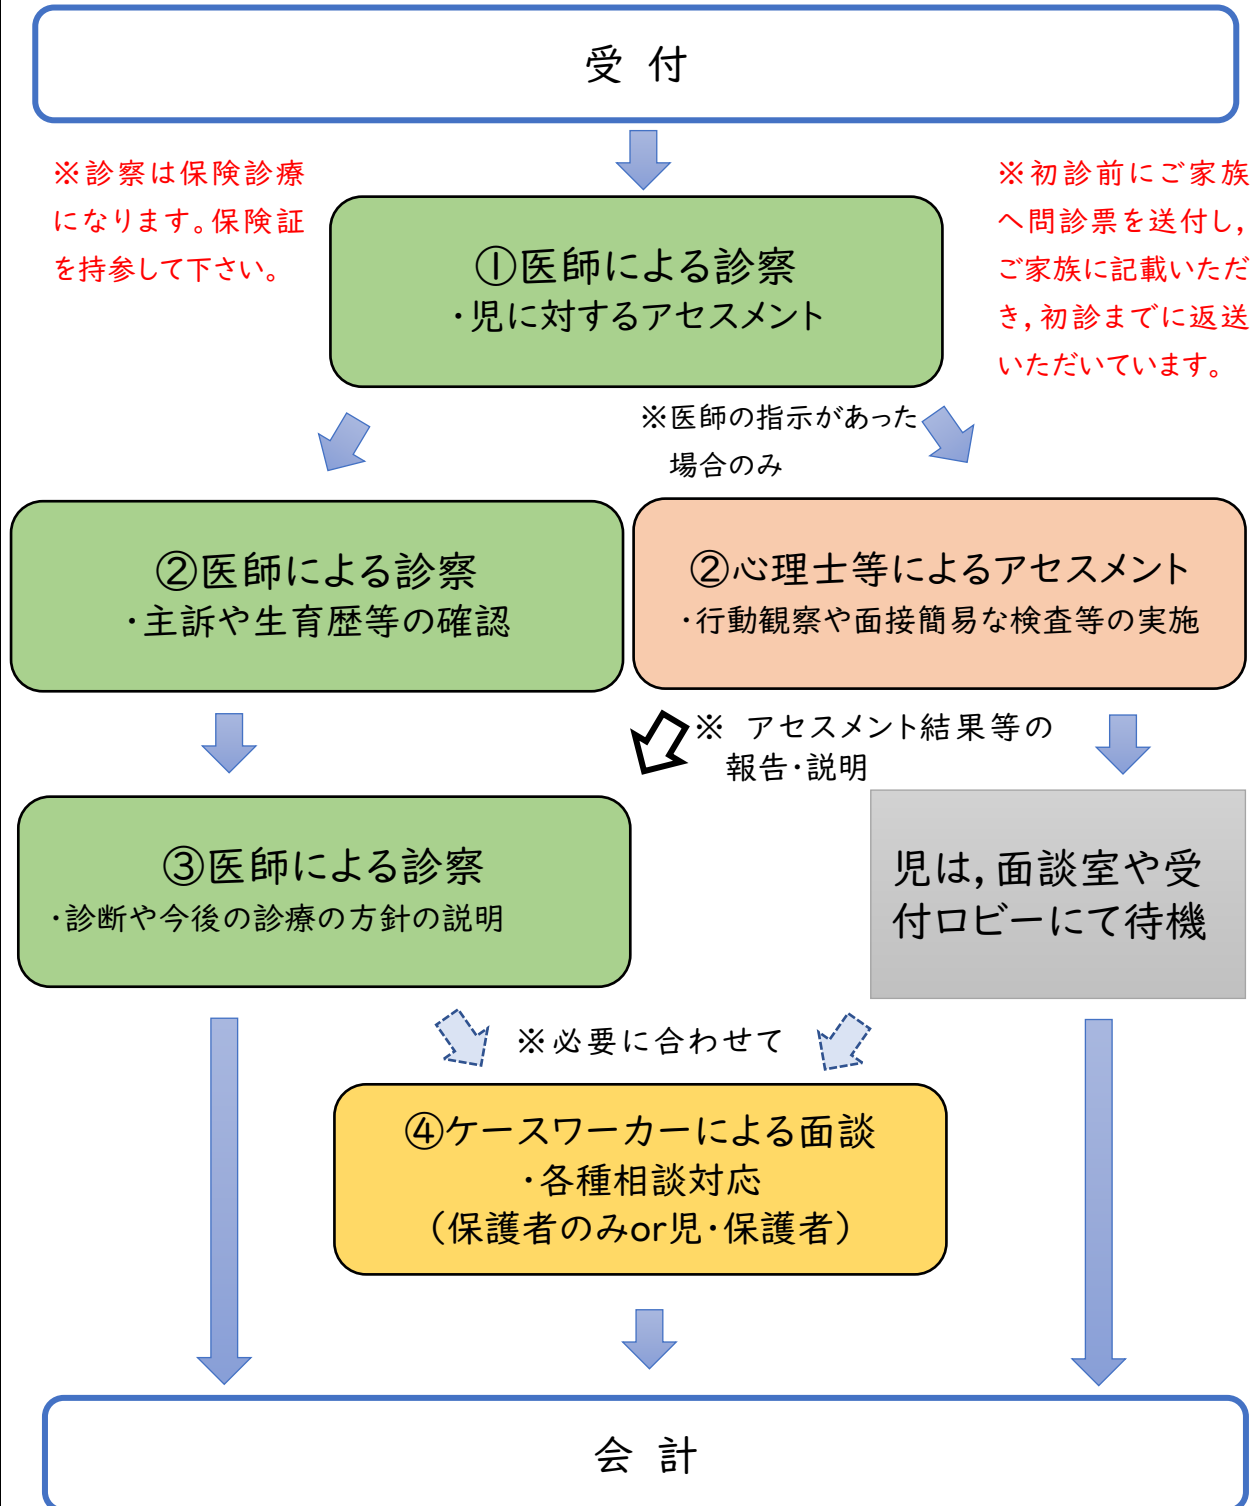 受 付
※診察は保険診療
になります。保険証
を持参して下さい。
①医師による診察
・児に対するアセスメント
※初診前にご家族
へ問診票を送付し,
ご家族に記載いただ
き,初診までに返送
いただいています。
※医師の指示があった
場合のみ
②医師による診察
・主訴や生育歴等の確認
②心理士等によるアセスメント
・行動観察や面接簡易な検査等の実施
※ アセスメント結果等の
報告・説明
③医師による診察
・診断や今後の診療の方針の説明
児は,面談室や受
付ロビーにて待機
※必要に合わせて
④ケースワーカーによる面談
・各種相談対応
（保護者のみor児・保護者）
会 計